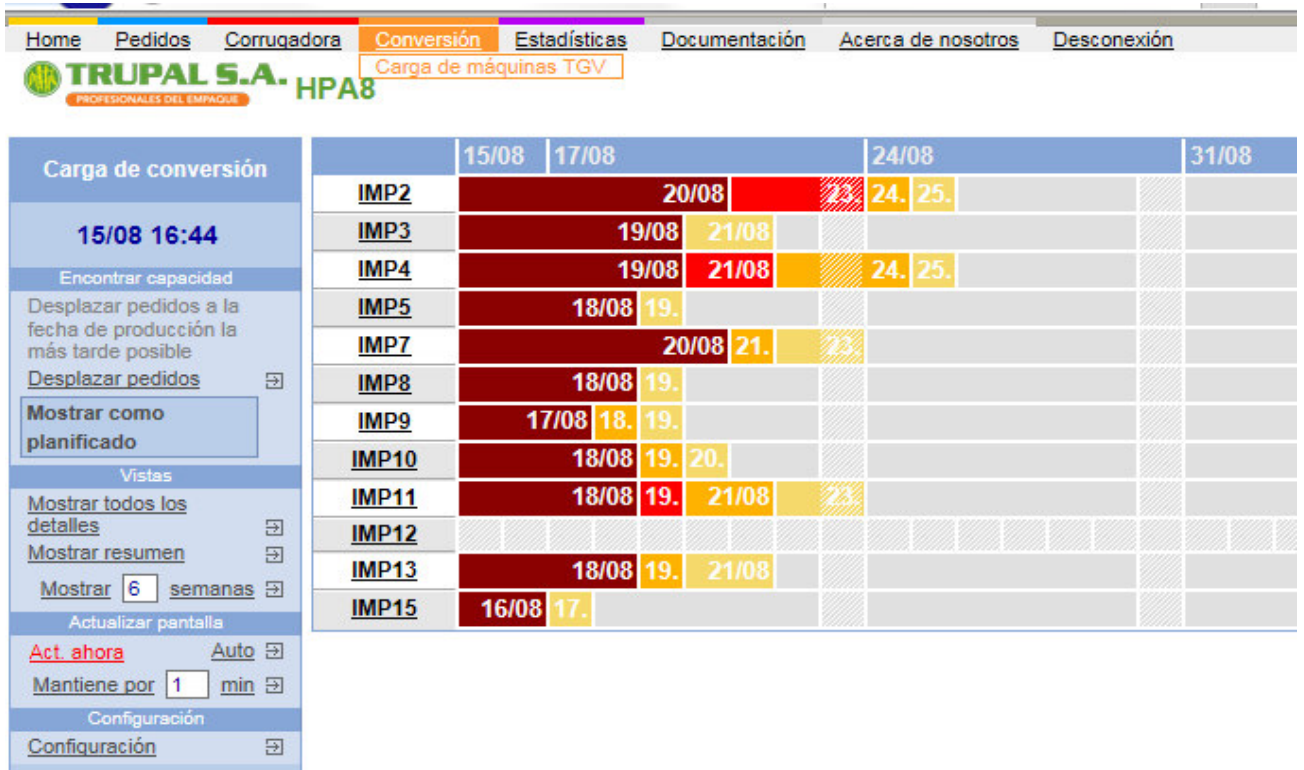 Home Pedidos Corrugadora Conversión Estadísticas Documentación Acerca de nosotros Desconexión
Carga de máquinas TGV
TRUPAL S.A. HPA8
PROFESIONALES DEL EMPAQUE
Carga de conversión
15/08 16:44
Encontrar capacidad
Desplazar pedidos a la
fecha de producción la
más tarde posible
Desplazar pedidos
Mostrar como
planificado
Vistas
Mostrar todos los
detalles
Mostrar resumen
Mostrar 6 semanas
Actualizar pantalla
Act. ahora Auto
Mantiene por 1 min
Configuración
Configuración
15/08 17/08 24/08 31/08
IMP2 20/08 23. 24. 25.
IMP3 19/08 21/08
IMP4 19/08 21/08 24. 25.
IMP5 18/08 19.
IMP7 20/08 21. 23.
IMP8 18/08 19.
IMP9 17/08 18. 19.
IMP10 18/08 19. 20.
IMP11 18/08 19. 21/08 23.
IMP12
IMP13 18/08 19. 21/08
IMP15 16/08 17.